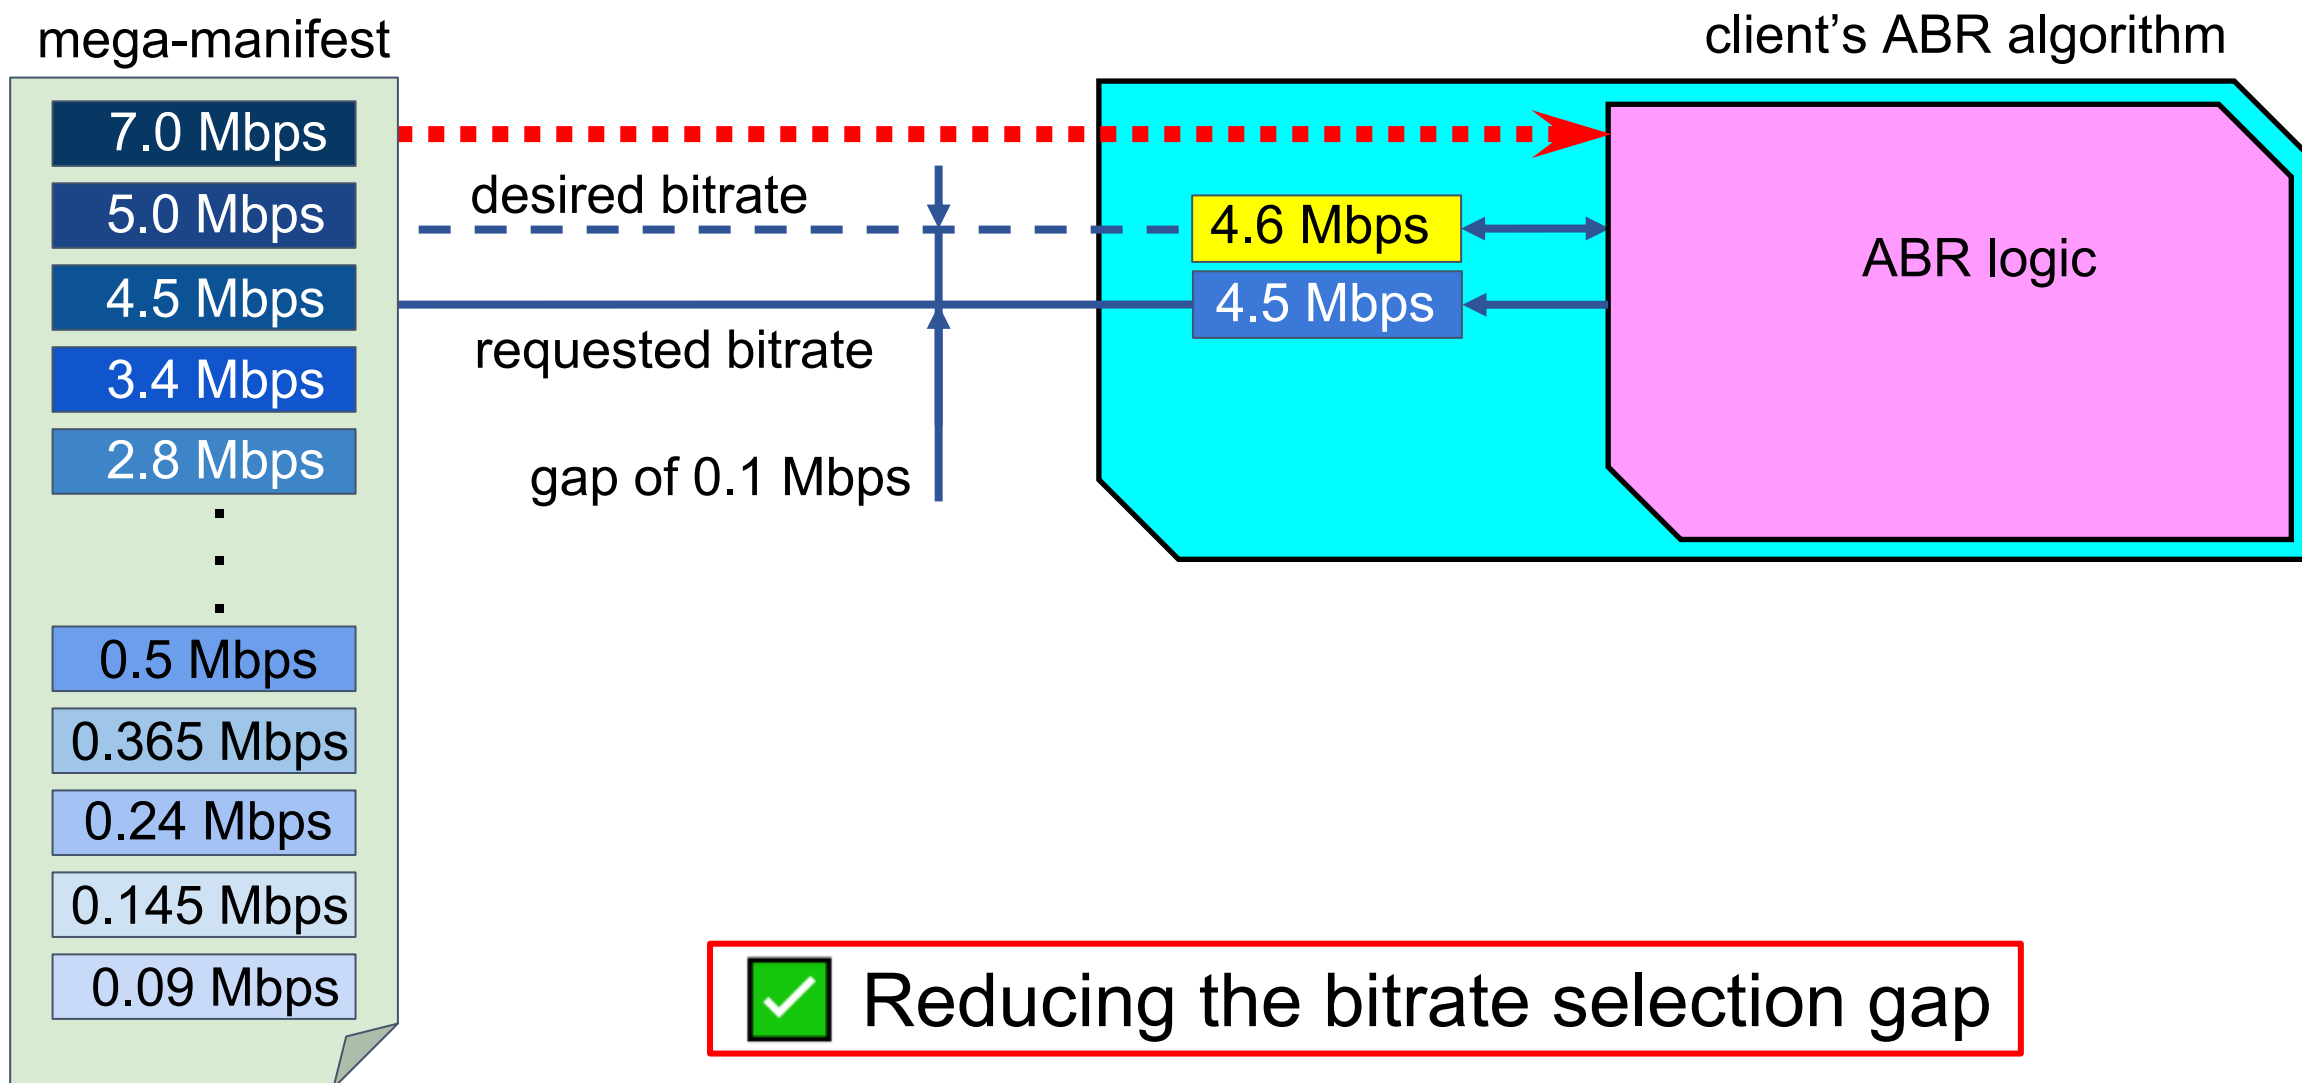 mega-manifest
7.0 Mbps
5.0 Mbps
4.5 Mbps
3.4 Mbps
2.8 Mbps
.
.
.
0.5 Mbps
0.365 Mbps
0.24 Mbps
0.145 Mbps
0.09 Mbps
desired bitrate
requested bitrate
gap of 0.1 Mbps
client’s ABR algorithm
4.6 Mbps
4.5 Mbps
ABR logic
Reducing the bitrate selection gap